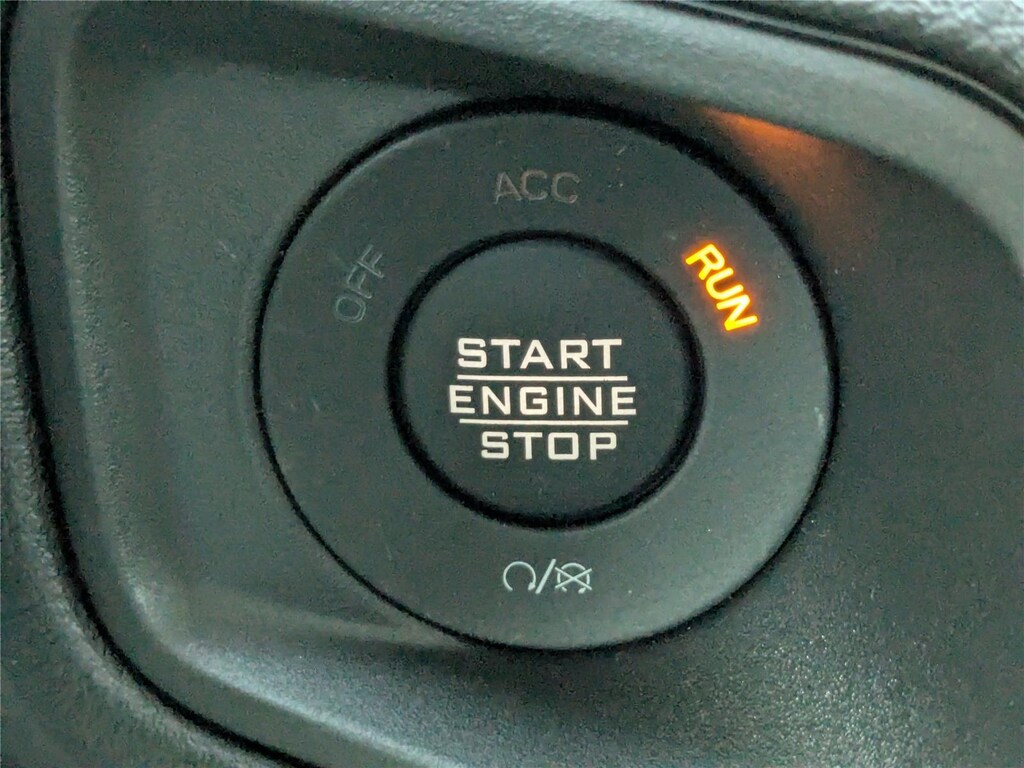 ACC
OFF
RUN
START
ENGINE
STOP